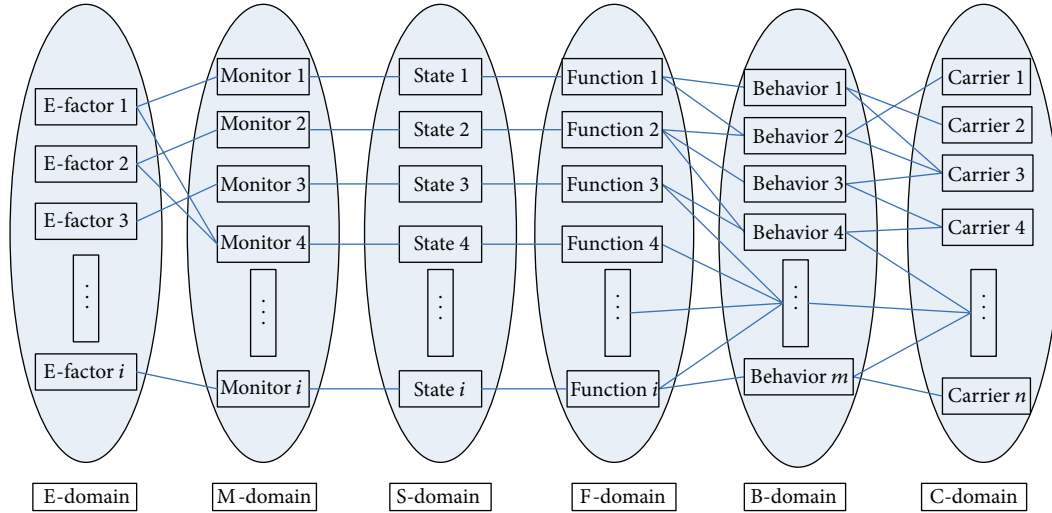 E-factor 1
E-factor 2
E-factor 3
⋮
E-factor i
E-domain
Monitor 1
Monitor 2
Monitor 3
Monitor 4
⋮
Monitor i
M-domain
State 1
State 2
State 3
State 4
⋮
State i
S-domain
Function 1
Function 2
Function 3
Function 4
⋮
Function i
F-domain
Behavior 1
Behavior 2
Behavior 3
Behavior 4
⋮
Behavior m
B-domain
Carrier 1
Carrier 2
Carrier 3
Carrier 4
⋮
Carrier n
C-domain